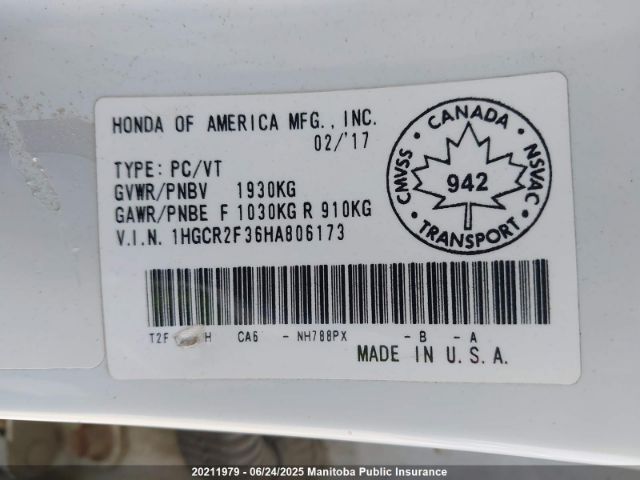 HONDA OF AMERICA MFG., INC.
02/'17
TYPE: PC/VT
GVWR/PNBV 1930KG
GAWR/PNBE F 1030KG R 910KG
V.I.N. 1HGCR2F36HA806173
CANADA
CMVSS
942
NSVAC
TRANSPORT
T2F H CA6 - NH788PX - B - A
MADE IN U.S.A.
20211979 - 06/24/2025 Manitoba Public Insurance